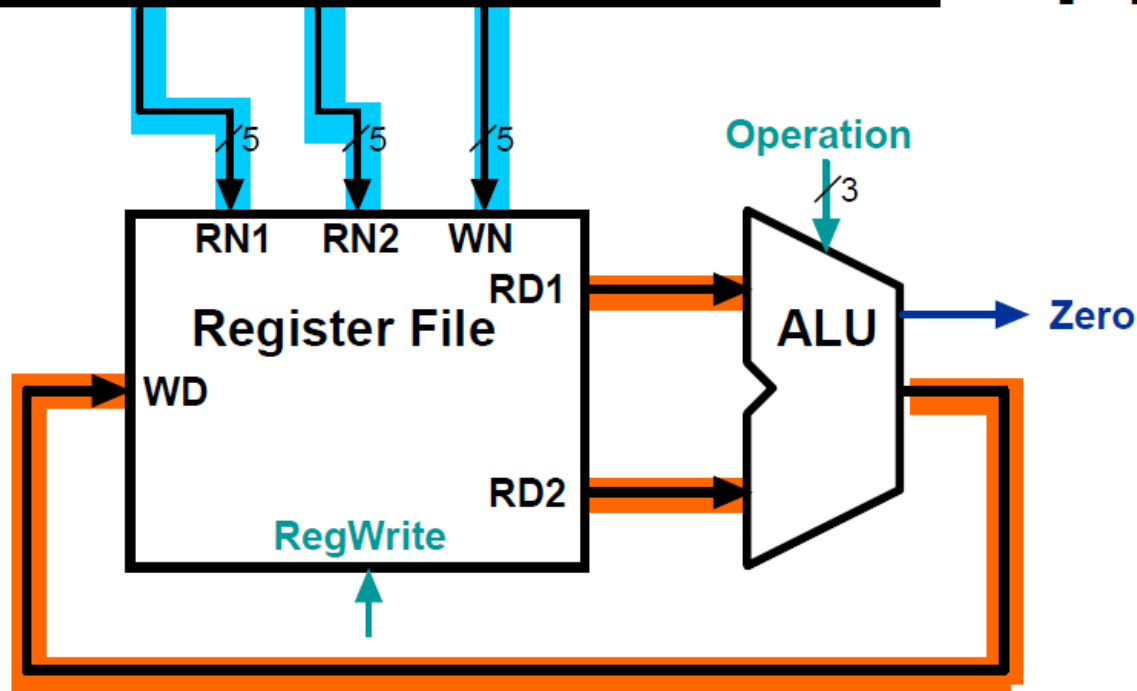 5
5
5
Operation
3
RN1
RN2
WN
RD1
Register File
ALU
Zero
WD
RD2
RegWrite